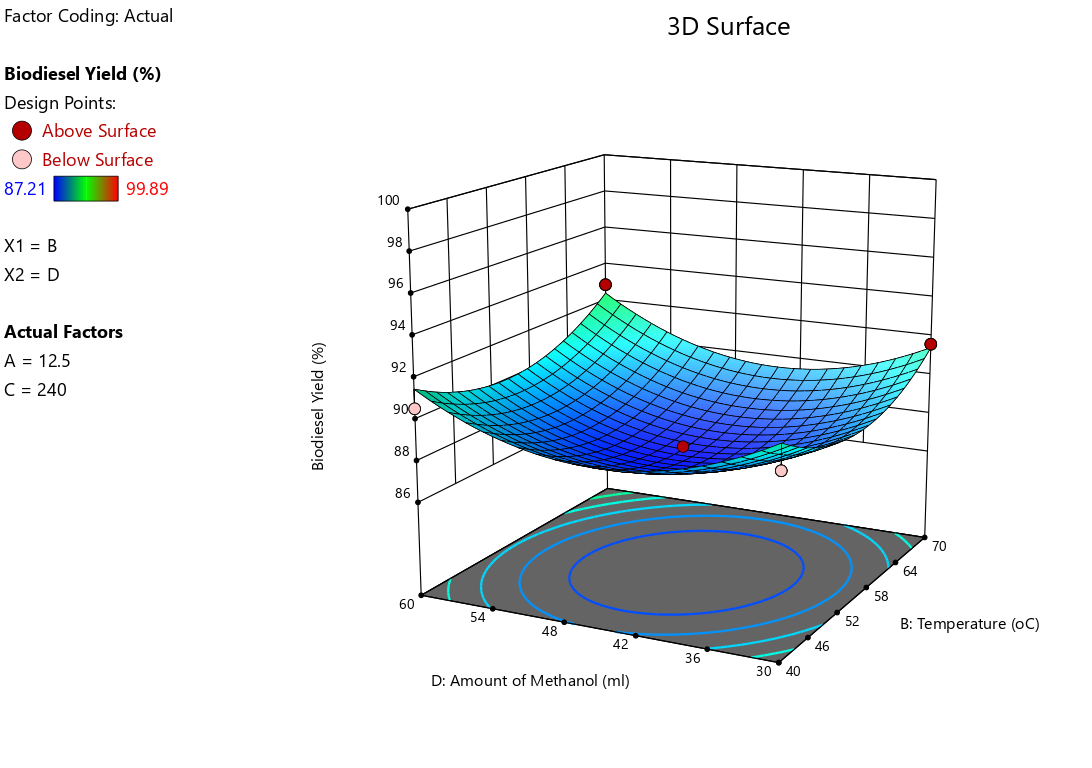 Factor Coding: Actual
3D Surface
Biodiesel Yield (%)
Design Points:
Above Surface
Below Surface
87.21 99.89
X1 = B
X2 = D
Actual Factors
A = 12.5
C = 240
100
98
96
94
92
90
88
86
Biodiesel Yield (%)
60
54
48
42
36
30
D: Amount of Methanol (ml)
40
46
52
58
64
70
B: Temperature (oC)